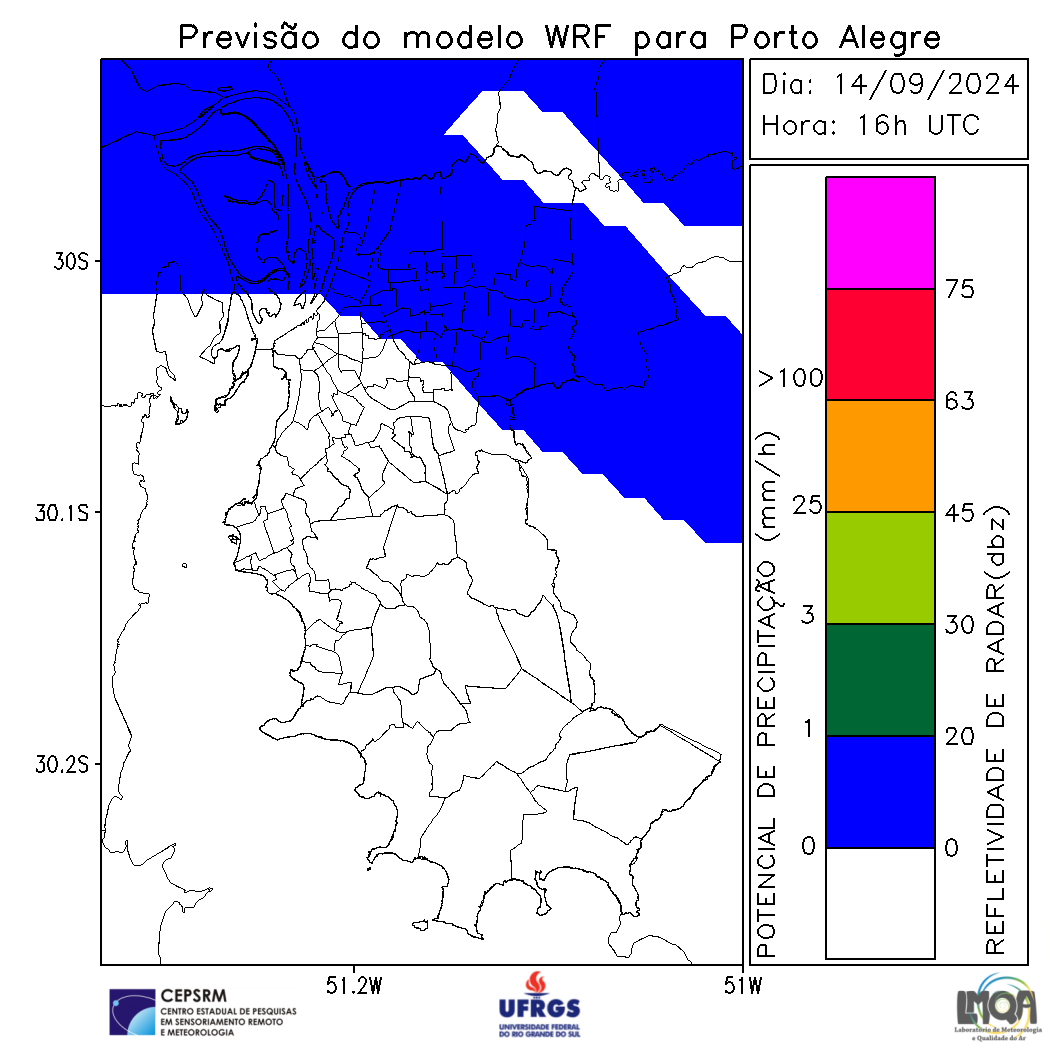 Previsão do modelo WRF para Porto Alegre
Dia: 14/09/2024
Hora: 16h UTC
30S
30.1S
30.2S
51.2W
51W
POTENCIAL DE PRECIPITAÇÃO (mm/h)
>100
25
3
1
0
75
63
45
30
20
0
REFLETIVIDADE DE RADAR(dbz)
CEPSRM
CENTRO ESTADUAL DE PESQUISAS
EM SENSORIAMENTO REMOTO
E METEOROLOGIA
UFRGS
UNIVERSIDADE FEDERAL
DO RIO GRANDE DO SUL
LMQA
Laboratório de Meteorologia
e Qualidade do Ar